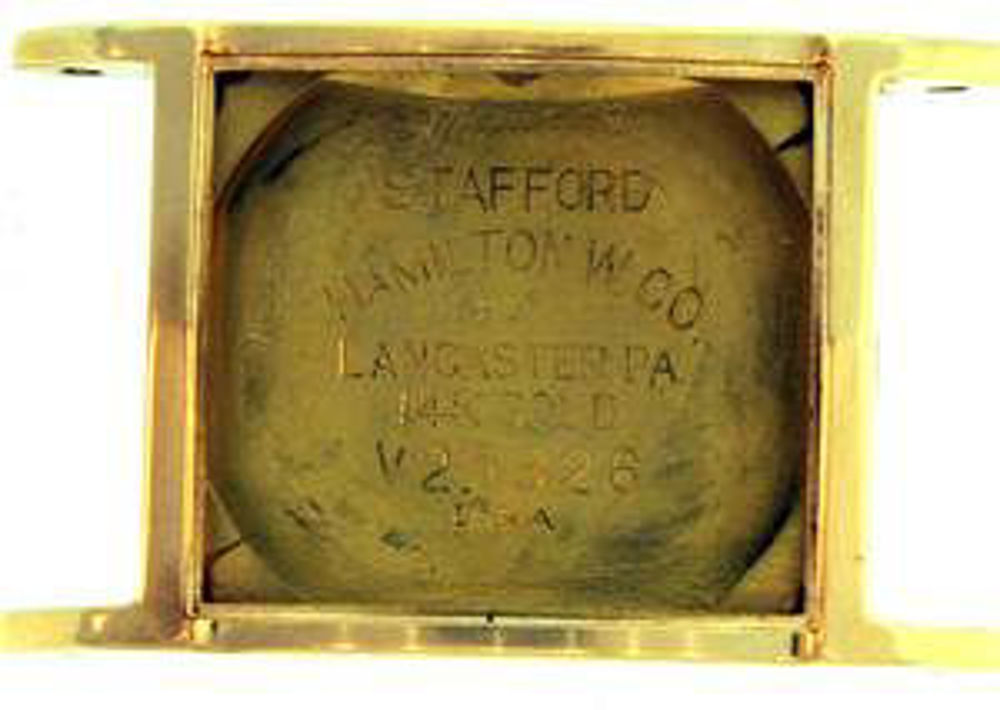 STAFFORD
HAMILTON W. CO.
LANCASTER PA
14K GOLD
U.S.A